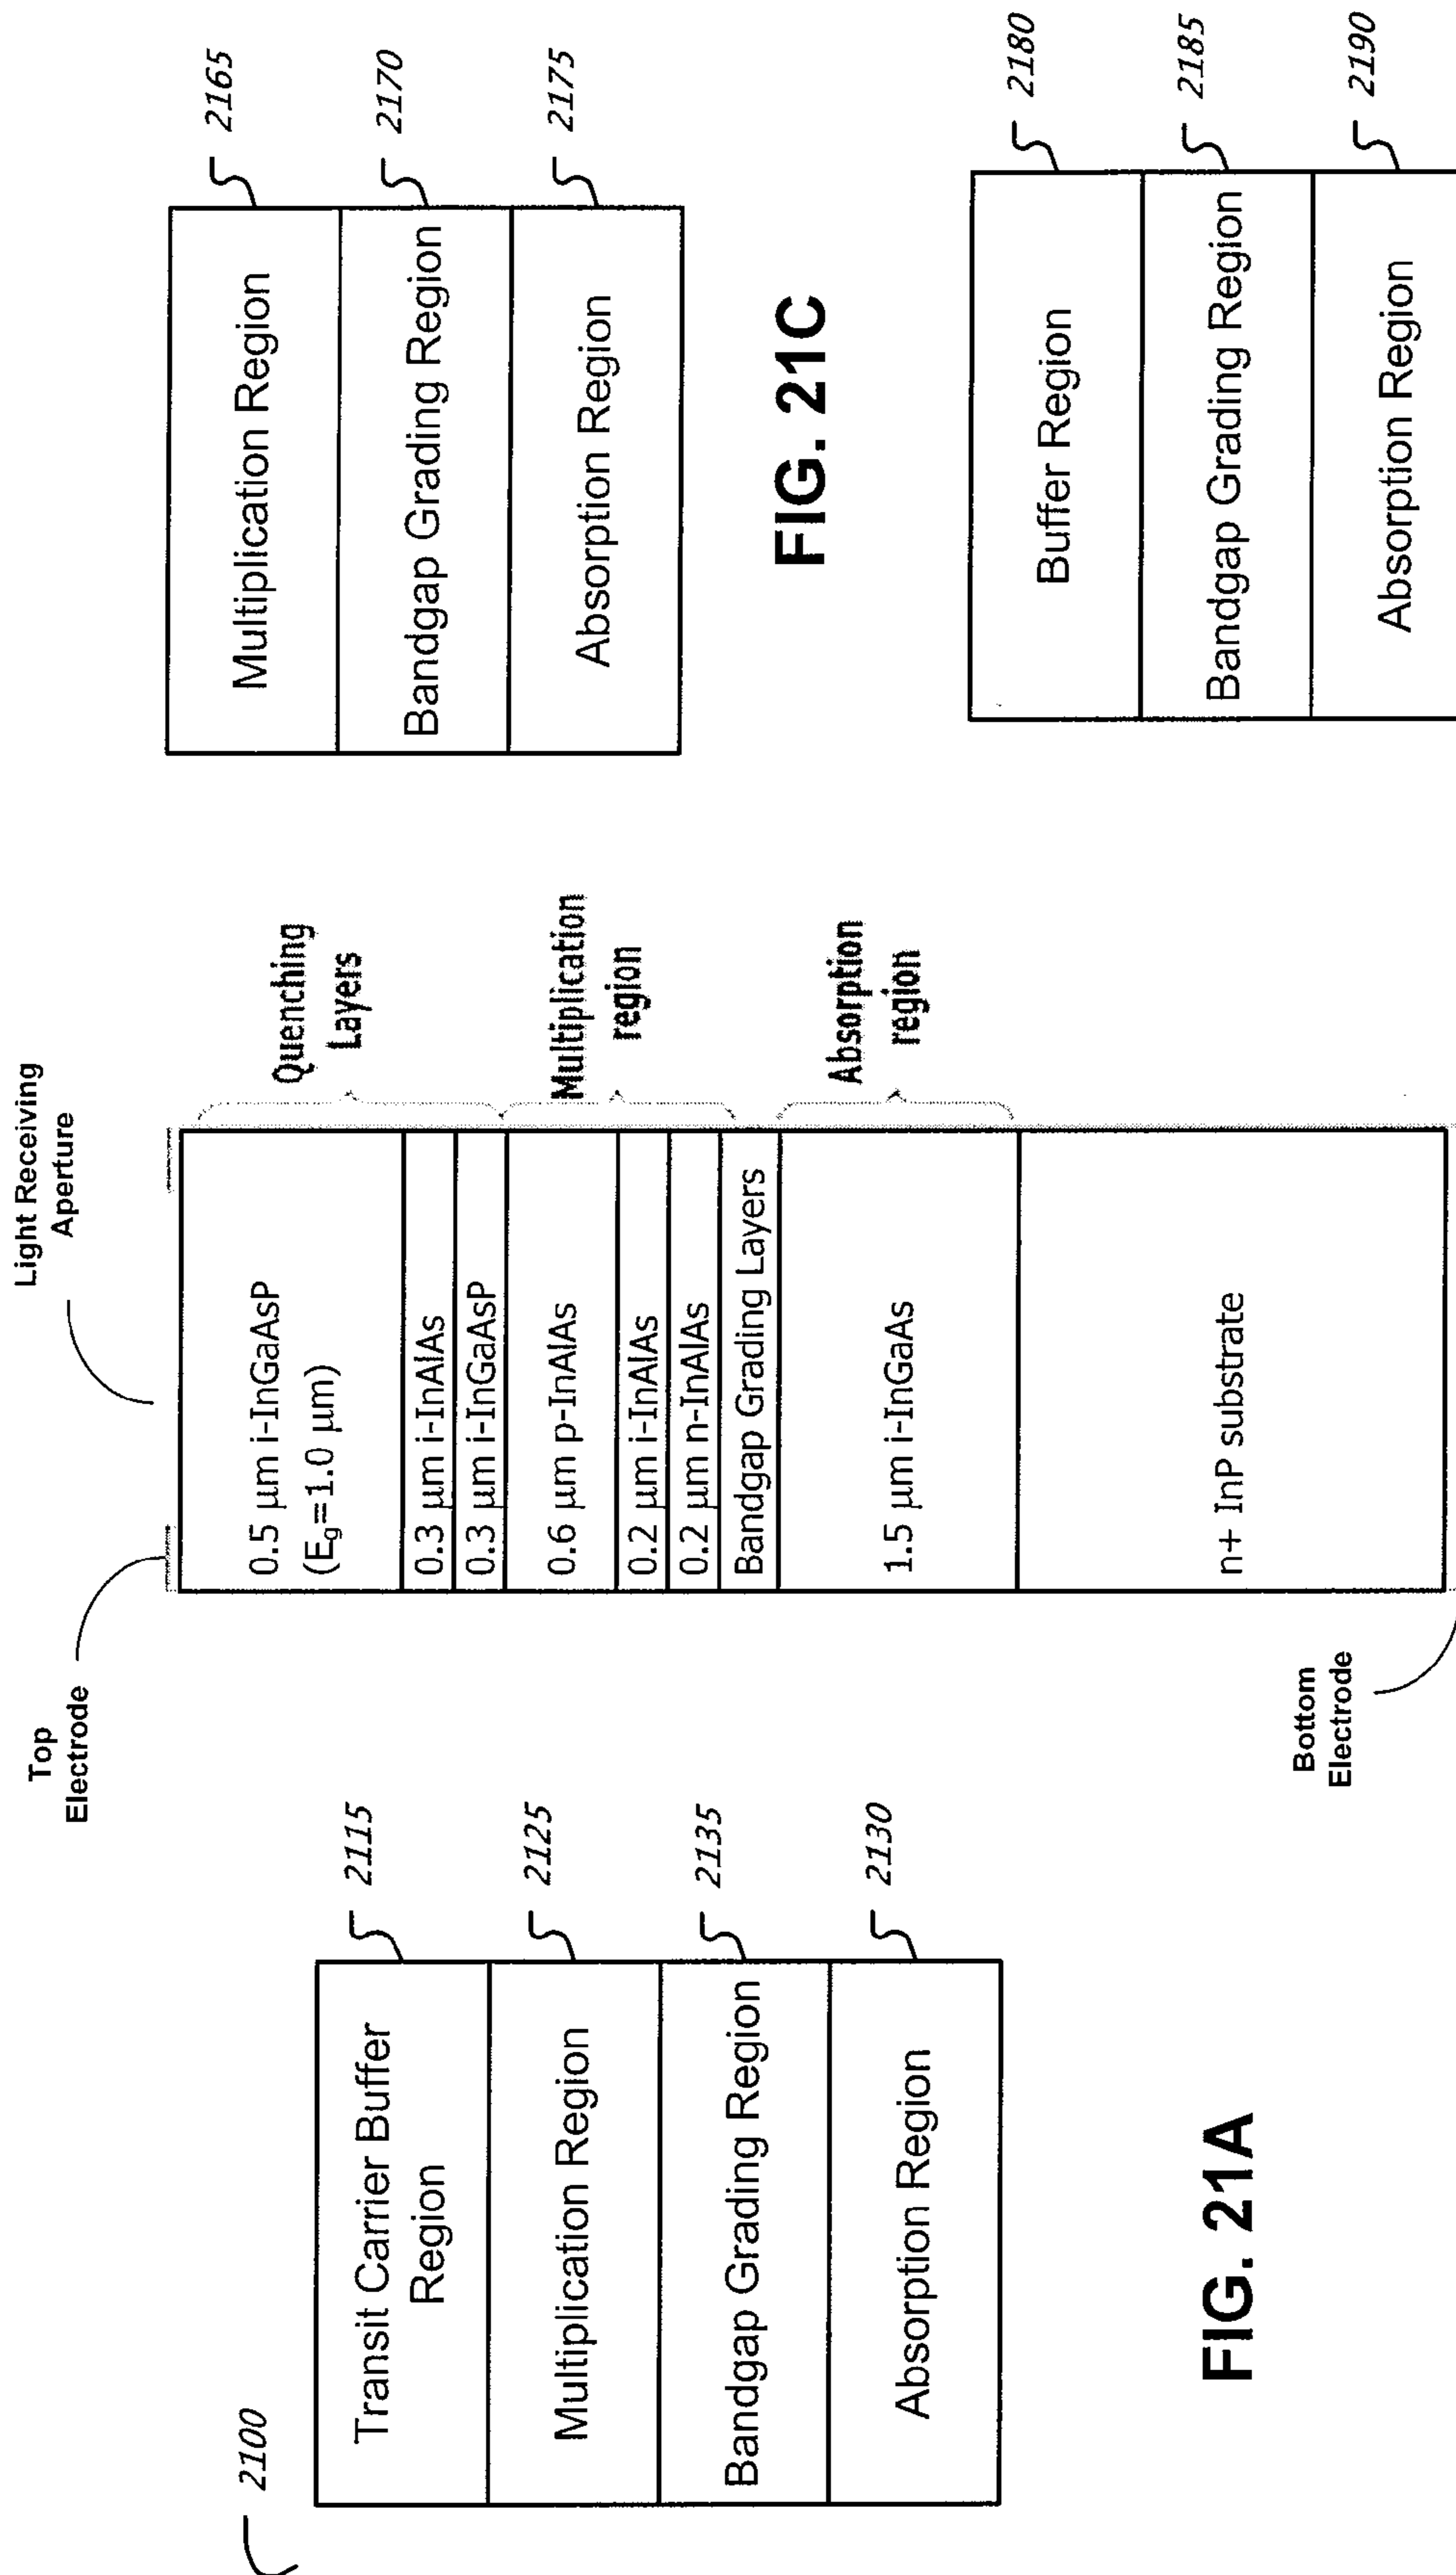 2100
Transit Carrier Buffer
Region
2115
Multiplication Region
2125
Bandgap Grading Region
2135
Absorption Region
2130
FIG. 21A
Top
Electrode
Light Receiving
Aperture
0.5 μm i-InGaAsP
(Eg=1.0 μm)
0.3 μm i-InAlAs
0.3 μm i-InGaAsP
0.6 μm p-InAlAs
0.2 μm i-InAlAs
0.2 μm n-InAlAs
Bandgap Grading Layers
1.5 μm i-InGaAs
n+ InP substrate
Quenching
Layers
Multiplication
region
Absorption
region
Bottom
Electrode
Multiplication Region
2165
Bandgap Grading Region
2170
Absorption Region
2175
FIG. 21C
Buffer Region
2180
Bandgap Grading Region
2185
Absorption Region
2190